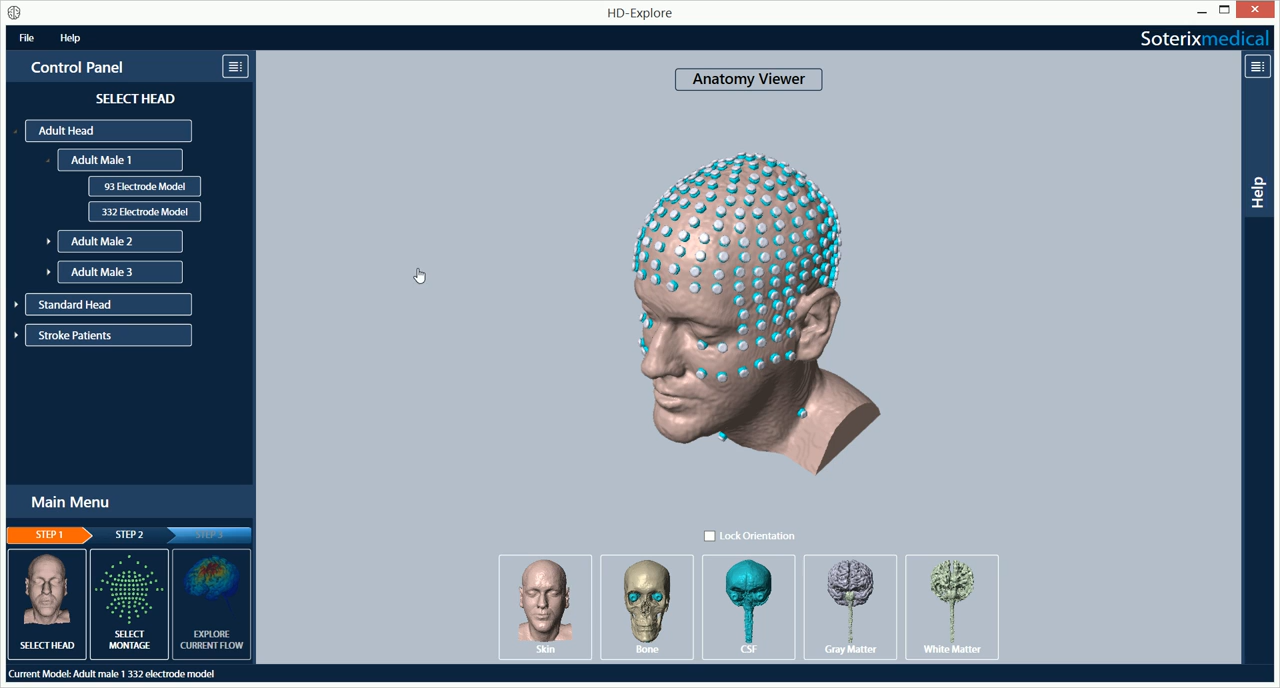 HD-Explore
File Help
Soterixmedical
Control Panel
SELECT HEAD
Adult Head
Adult Male 1
93 Electrode Model
332 Electrode Model
Adult Male 2
Adult Male 3
Standard Head
Stroke Patients
Anatomy Viewer
Help
Lock Orientation
Skin
Bone
CSF
Gray Matter
White Matter
Main Menu
STEP 1
STEP 2
STEP 3
SELECT HEAD
SELECT
MONTAGE
EXPLORE
CURRENT FLOW
Current Model: Adult male 1 332 electrode model